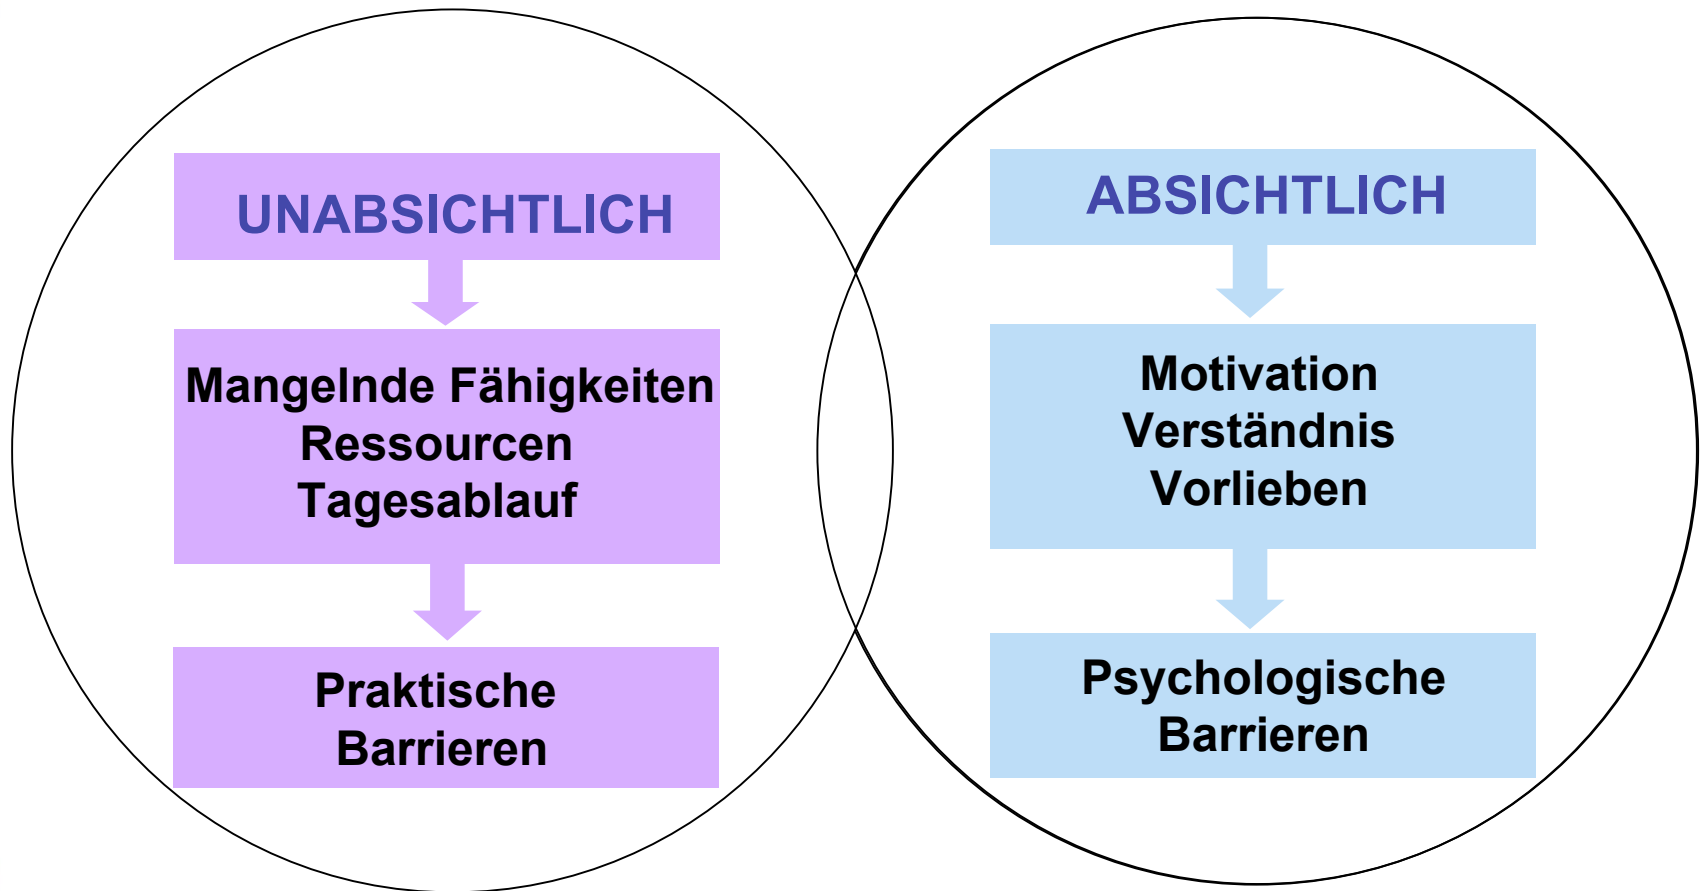 UNABSICHTLICH
Mangelnde Fähigkeiten
Ressourcen
Tagesablauf
Praktische
Barrieren
ABSICHTLICH
Motivation
Verständnis
Vorlieben
Psychologische
Barrieren